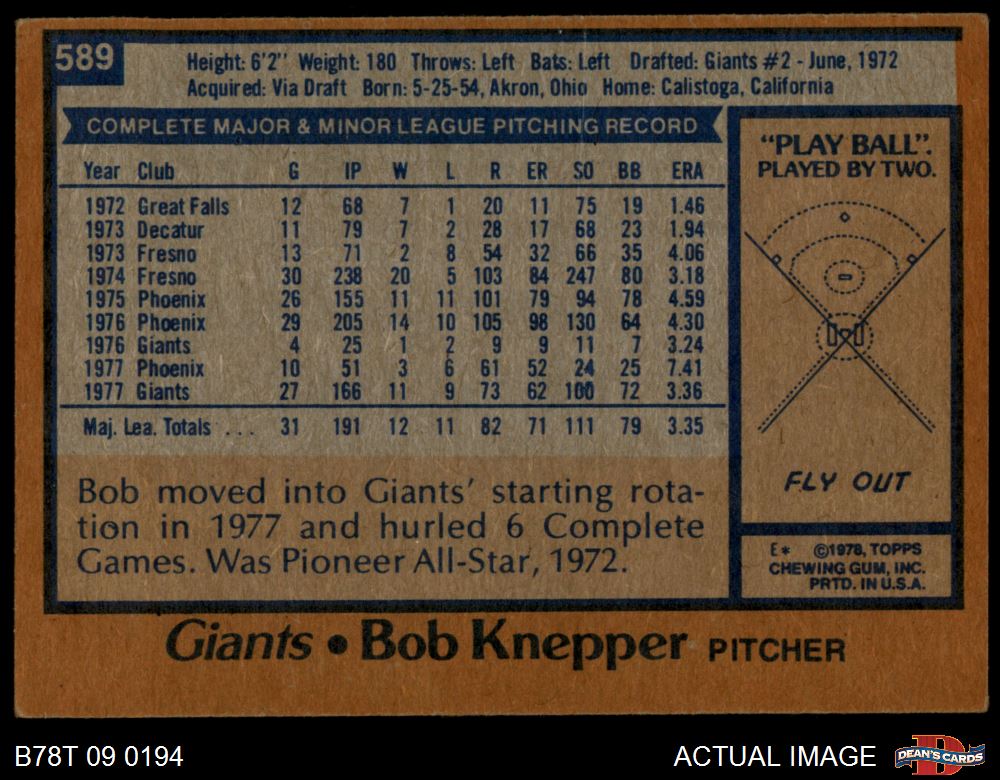 589
Height: 6'2" Weight: 180 Throws: Left Bats: Left Drafted: Giants #2 - June, 1972
Acquired: Via Draft Born: 5-25-54, Akron, Ohio Home: Calistoga, California
COMPLETE MAJOR & MINOR LEAGUE PITCHING RECORD
Year Club G IP W L R ER SO BB ERA
1972 Great Falls 12 68 7 1 20 11 75 19 1.46
1973 Decatur 11 79 7 2 28 17 68 23 1.94
1973 Fresno 13 71 2 8 54 32 66 35 4.06
1974 Fresno 30 238 20 5 103 84 247 80 3.18
1975 Phoenix 26 155 11 11 101 79 94 78 4.59
1976 Phoenix 29 205 14 10 105 98 130 64 4.30
1976 Giants 4 25 1 2 9 9 11 7 3.24
1977 Phoenix 10 51 3 6 61 52 24 25 7.41
1977 Giants 27 166 11 9 73 62 100 72 3.36
Maj. Lea. Totals . . . 31 191 12 11 82 71 111 79 3.35
Bob moved into Giants' starting rota-
tion in 1977 and hurled 6 Complete
Games. Was Pioneer All-Star, 1972.
"PLAY BALL".
PLAYED BY TWO.
FLY OUT
E* ©1978, TOPPS
CHEWING GUM, INC.
PRTD. IN U.S.A.
Giants • Bob Knepper PITCHER
B78T 09 0194
ACTUAL IMAGE
DEAN'S CARDS